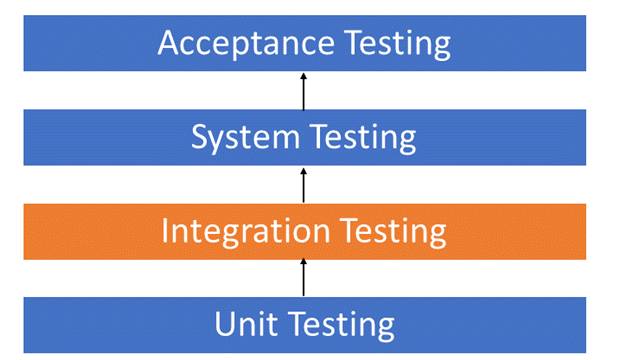 Acceptance Testing
System Testing
Integration Testing
Unit Testing